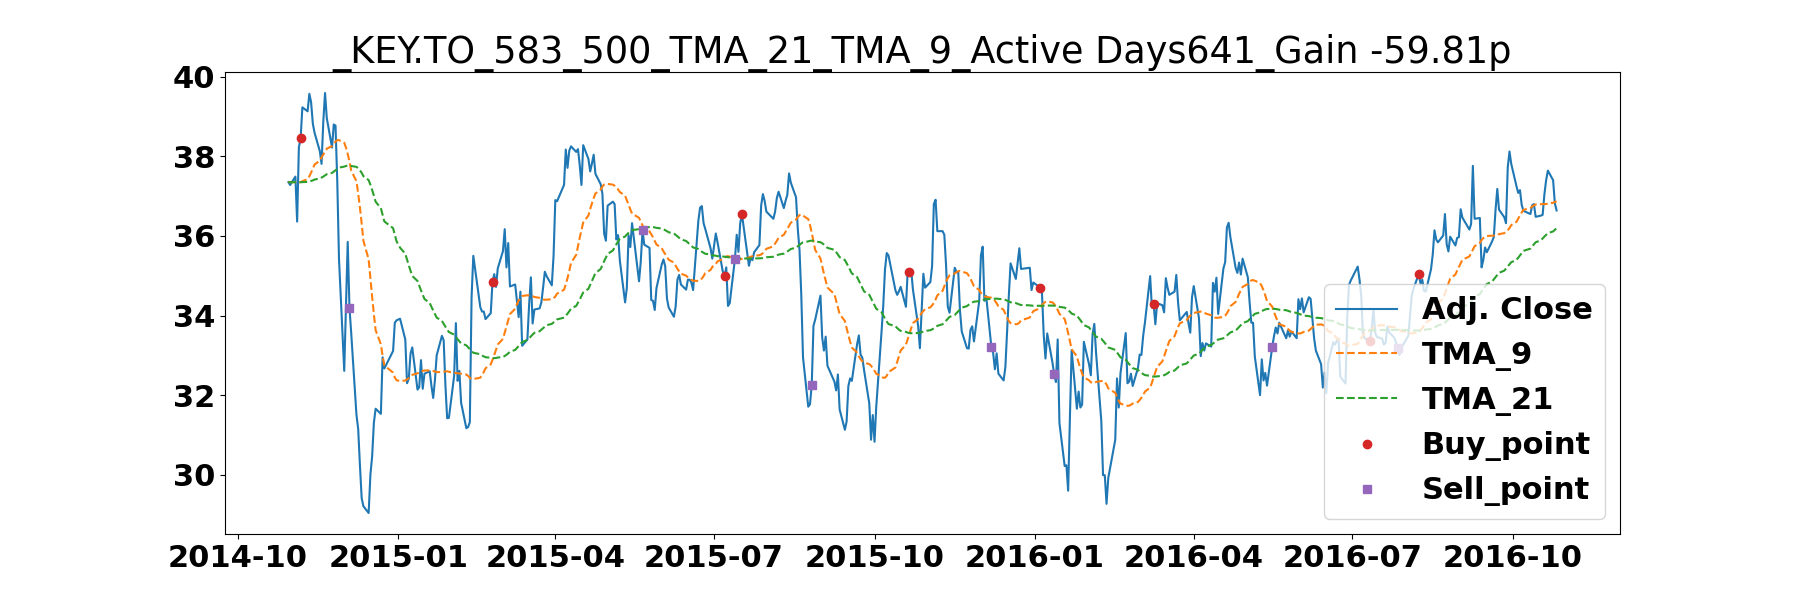 _KEY.TO_583_500_TMA_21_TMA_9_Active Days641_Gain -59.81p
40
38
36
34
32
30
Adj. Close
TMA_9
TMA_21
Buy_point
Sell_point
2014-10 2015-01 2015-04 2015-07 2015-10 2016-01 2016-04 2016-07 2016-10